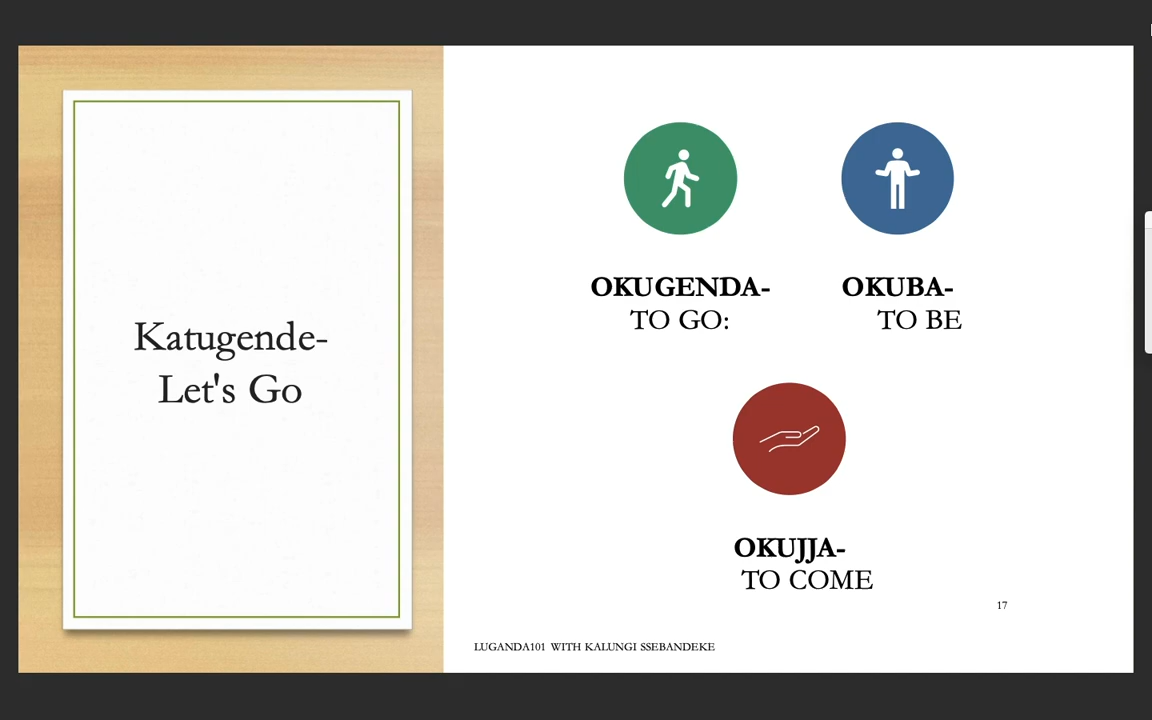 Katugende-
Let's Go
OKUGENDA-
TO GO:
OKUBA-
TO BE
OKUJJA-
TO COME
17
LUGANDA101 WITH KALUNGI SSEBANDEKE